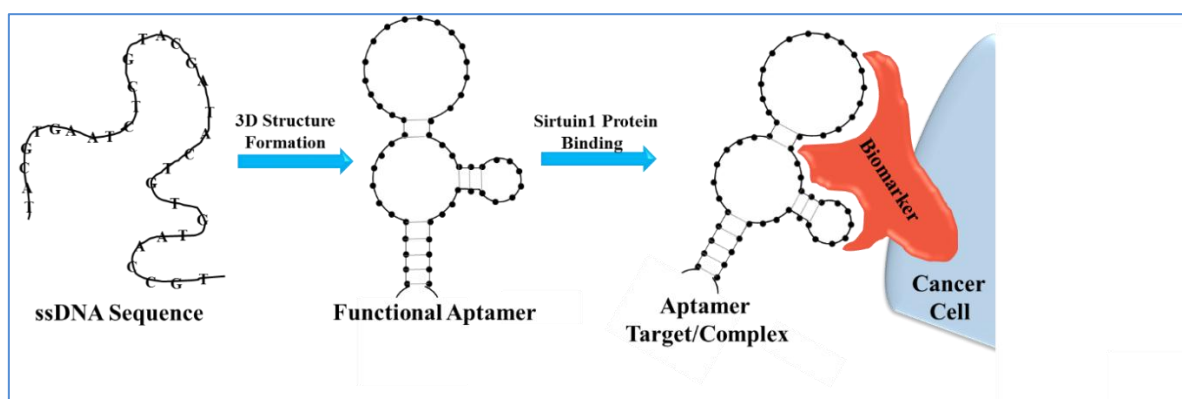 3D Structure
Formation
Sirtuin1 Protein
Binding
Biomarker
ssDNA Sequence
Functional Aptamer
Aptamer
Target/Complex
Cancer
Cell